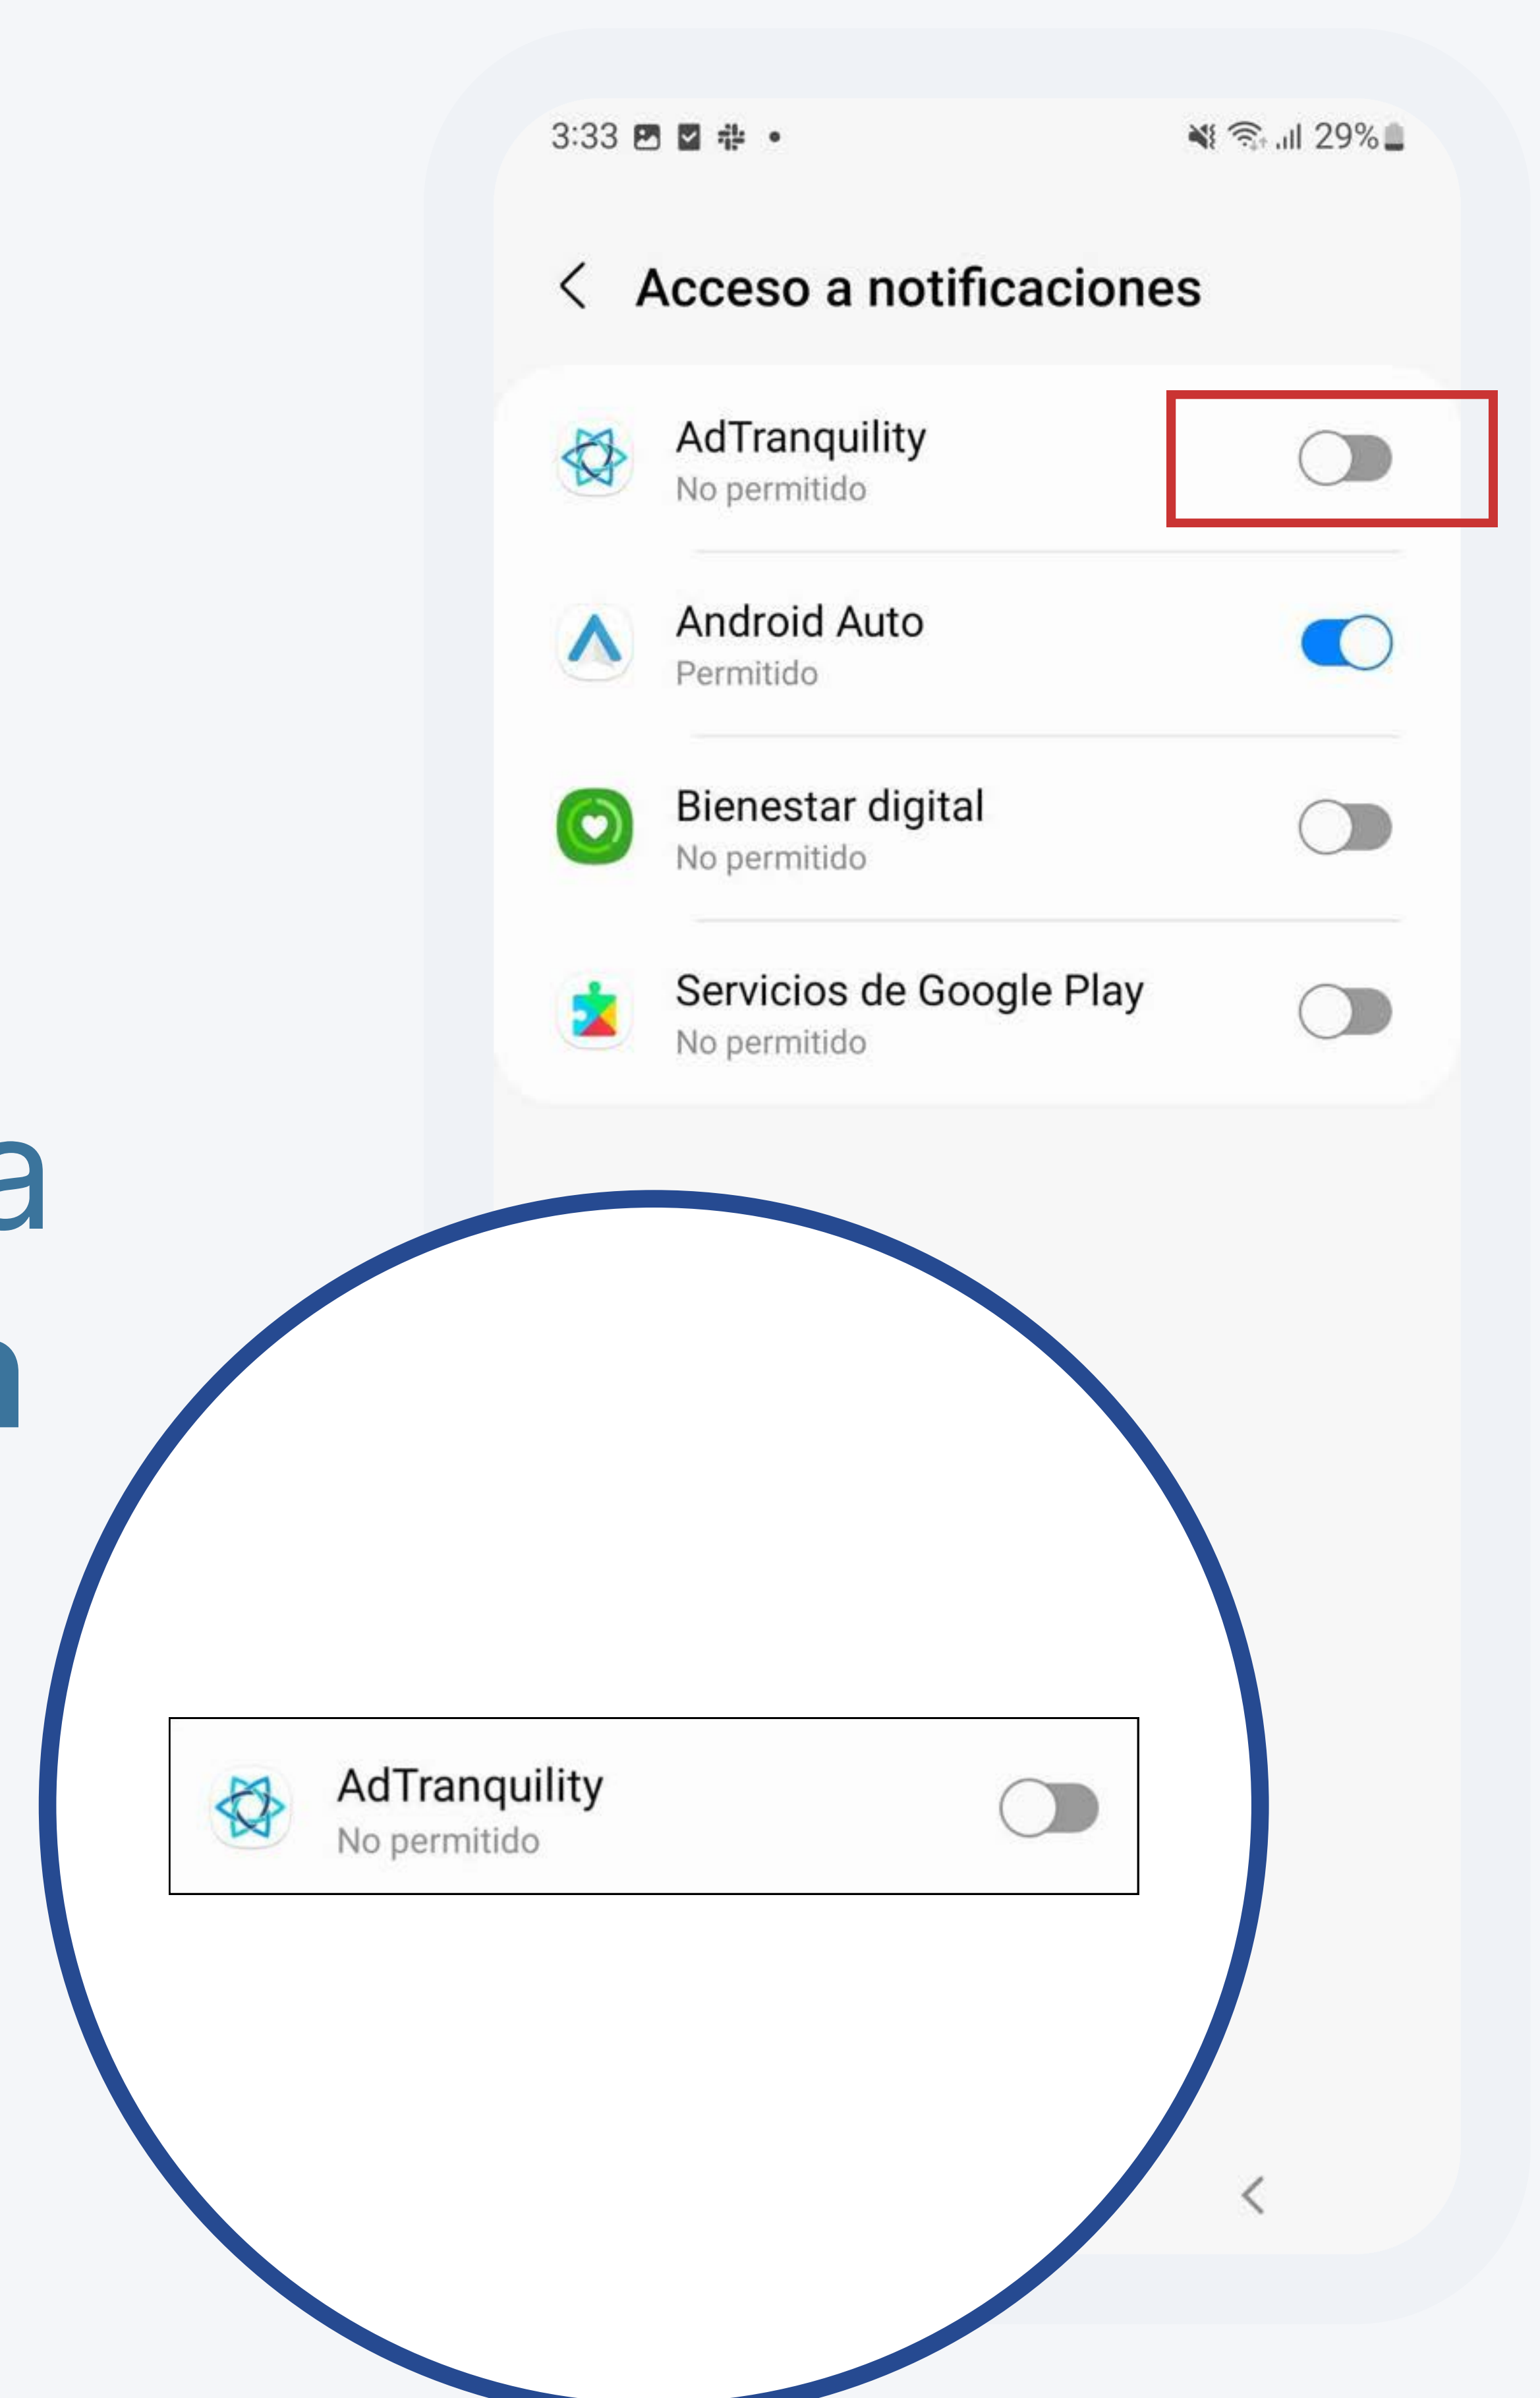 3:33
29%
Acceso a notificaciones
AdTranquility
No permitido
Android Auto
Permitido
Bienestar digital
No permitido
Servicios de Google Play
No permitido
a
n
AdTranquility
No permitido